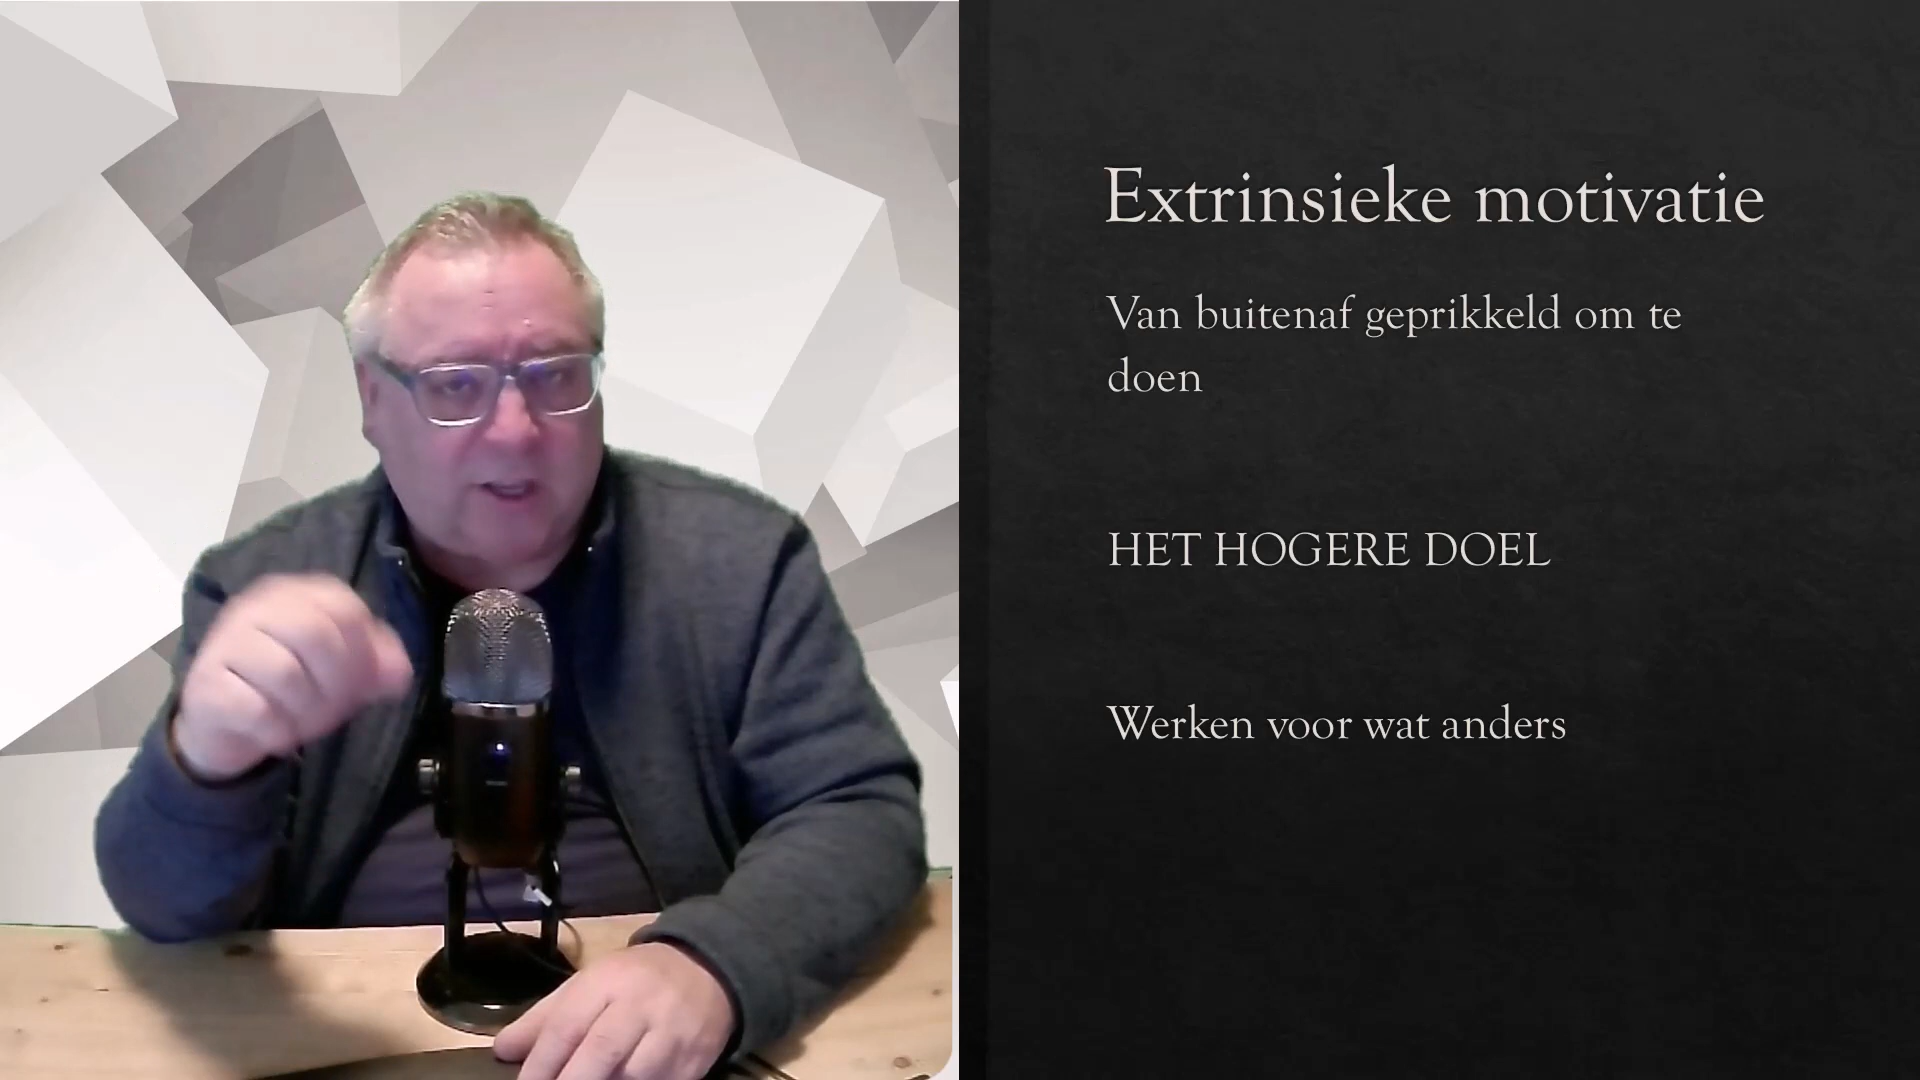 Extrinsieke motivatie
Van buitenaf geprikkeld om te
doen
HET HOGERE DOEL
Werken voor wat anders